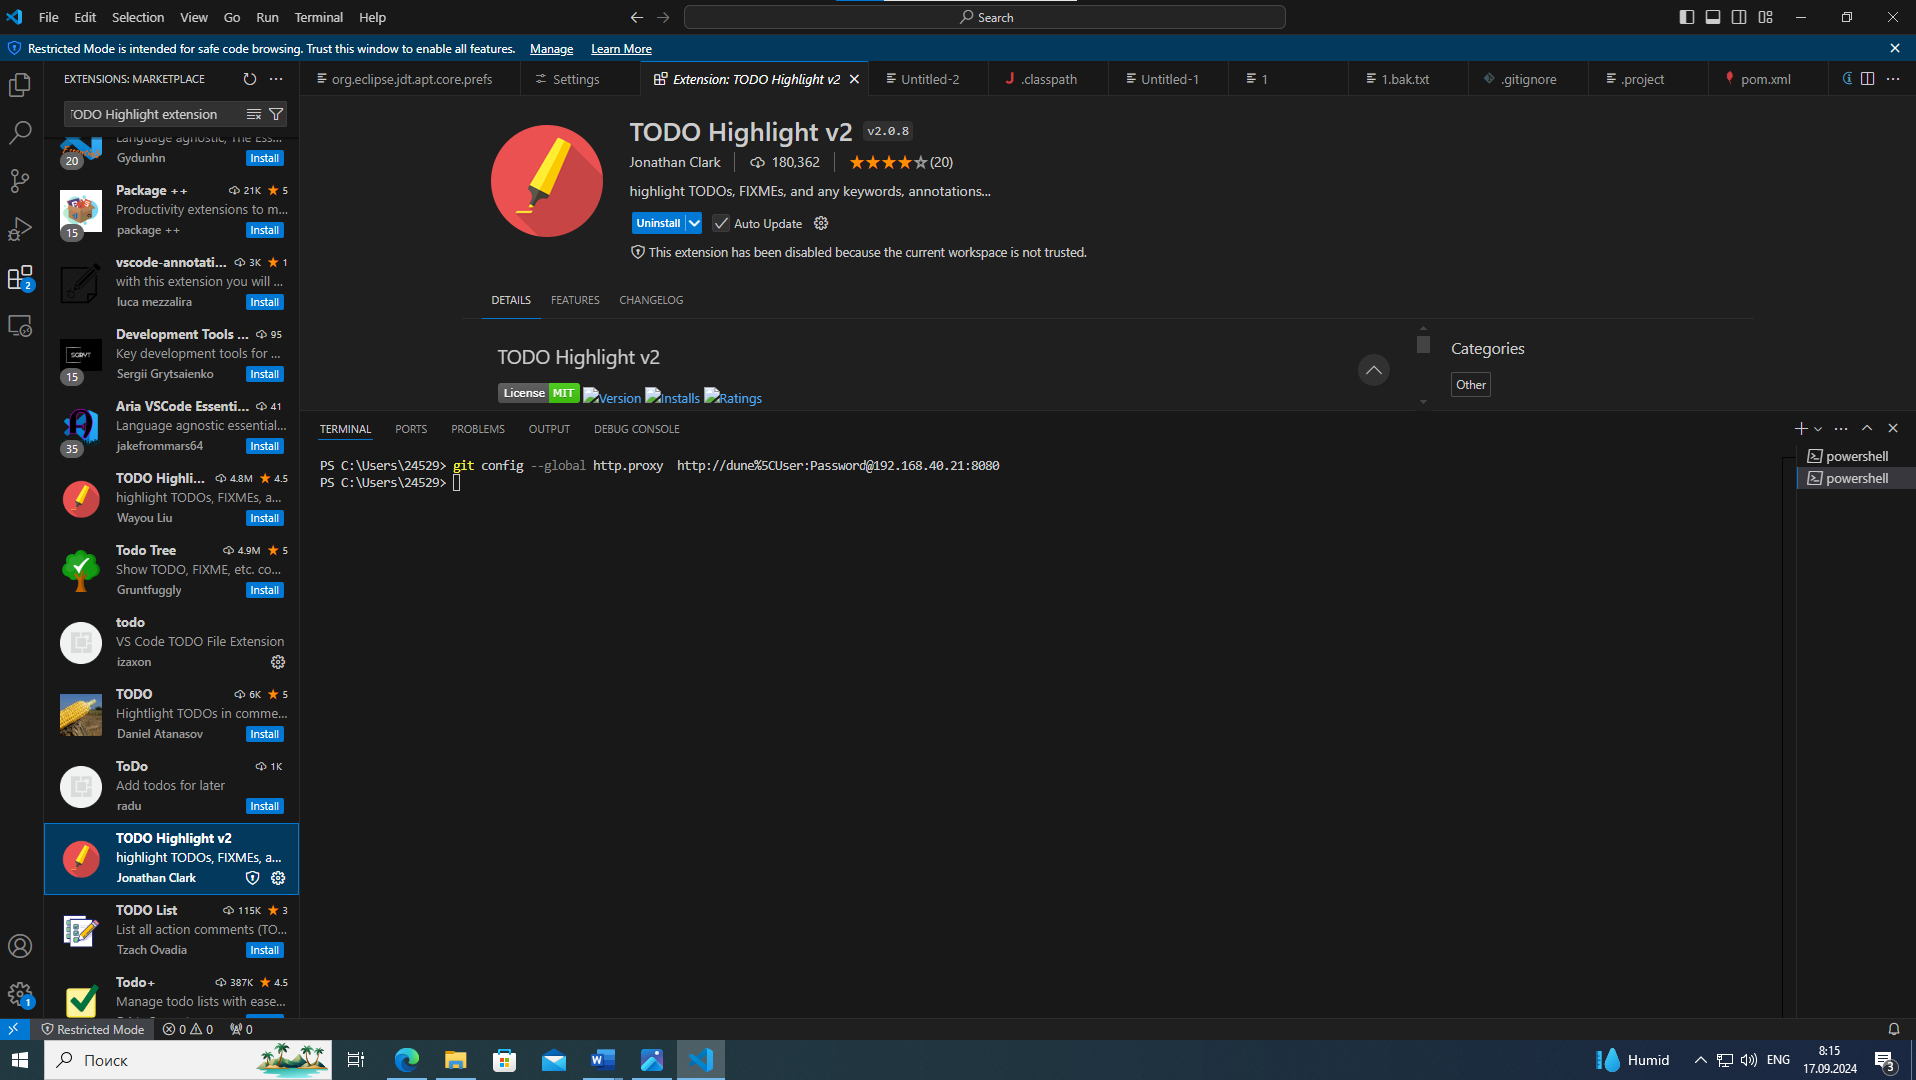 File Edit Selection View Go Run Terminal Help
Search
Restricted Mode is intended for safe code browsing. Trust this window to enable all features. Manage Learn More
EXTENSIONS: MARKETPLACE
TODO Highlight extension
Language agnostic, The Ess...
20
Gydunhn
Install
Package ++ 21K 5
Productivity extensions to m...
15
package ++
Install
vscode-annotati... 3K 1
with this extension you will ...
luca mezzalira
Install
Development Tools ... 95
Key development tools for ...
15
Sergii Grytsaienko
Install
Aria VSCode Essenti... 41
Language agnostic essential...
35
jakefrommars64
Install
TODO Highli... 4.8M 4.5
highlight TODOs, FIXMEs, a...
Wayou Liu
Install
Todo Tree 4.9M 5
Show TODO, FIXME, etc. co...
Gruntfuggly
Install
todo
VS Code TODO File Extension
izaxon
TODO 6K 5
Hightlight TODOs in comme...
Daniel Atanasov
Install
ToDo 1K
Add todos for later
radu
Install
TODO Highlight v2
highlight TODOs, FIXMEs, a...
Jonathan Clark
TODO List 115K 3
List all action comments (TO...
Tzach Ovadia
Install
Todo+ 387K 4.5
Manage todo lists with ease...
org.eclipse.jdt.apt.core.prefs
Settings
Extension: TODO Highlight v2
Untitled-2
.classpath
Untitled-1
1
1.bak.txt
.gitignore
.project
pom.xml
TODO Highlight v2 v2.0.8
Jonathan Clark 180,362 (20)
highlight TODOs, FIXMEs, and any keywords, annotations...
Uninstall
Auto Update
This extension has been disabled because the current workspace is not trusted.
DETAILS FEATURES CHANGELOG
TODO Highlight v2
License MIT Version Installs Ratings
Categories
Other
TERMINAL PORTS PROBLEMS OUTPUT DEBUG CONSOLE
PS C:\Users\24529> git config --global http.proxy  http://dune%5CUser:Password@192.168.40.21:8080
PS C:\Users\24529>
powershell
powershell
2
1
Restricted Mode 0 0 0
Поиск
Humid
ENG
8:15
17.09.2024
3